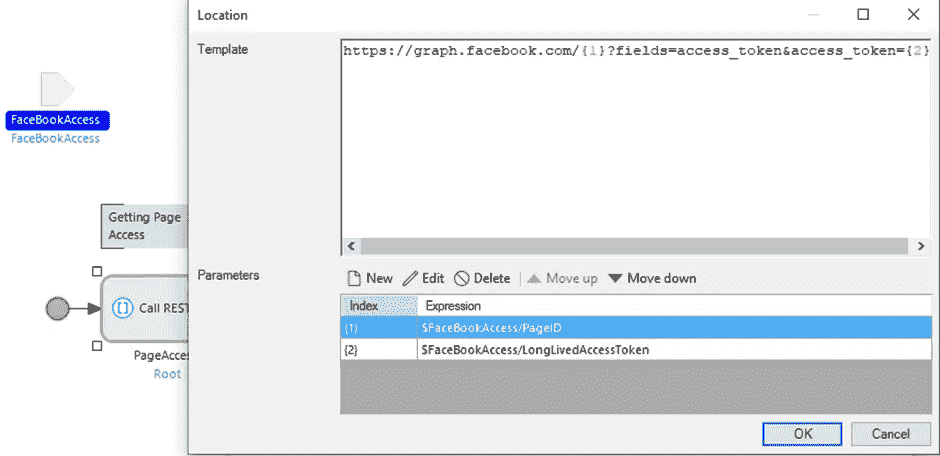 Location
Template
https://graph.facebook.com/{1}?fields=access_token&access_token={2}
FaceBookAccess
FaceBookAccess
Getting Page
Access
Parameters
New Edit Delete Move up Move down
Index Expression
{1} $FaceBookAccess/PageID
{2} $FaceBookAccess/LongLivedAccessToken
Call REST
PageAcces
Root
OK Cancel